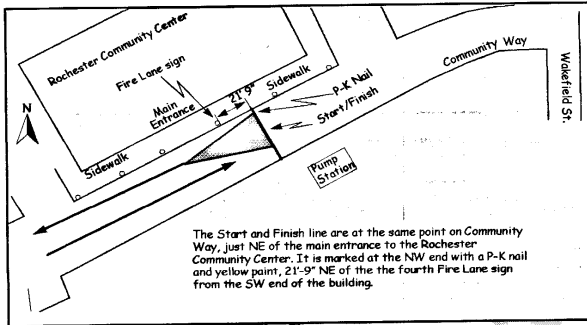 Rochester Community Center
Fire Lane sign
Main
Entrance
21'9"
Sidewalk
P-K Nail
Start/Finish
Community Way
Wakefield St.
N
Sidewalk
Pump
Station
The Start and Finish line are at the same point on Community
Way, just NE of the main entrance to the Rochester
Community Center. It is marked at the NW end with a P-K nail
and yellow paint, 21'-9" NE of the the fourth Fire Lane sign
from the SW end of the building.